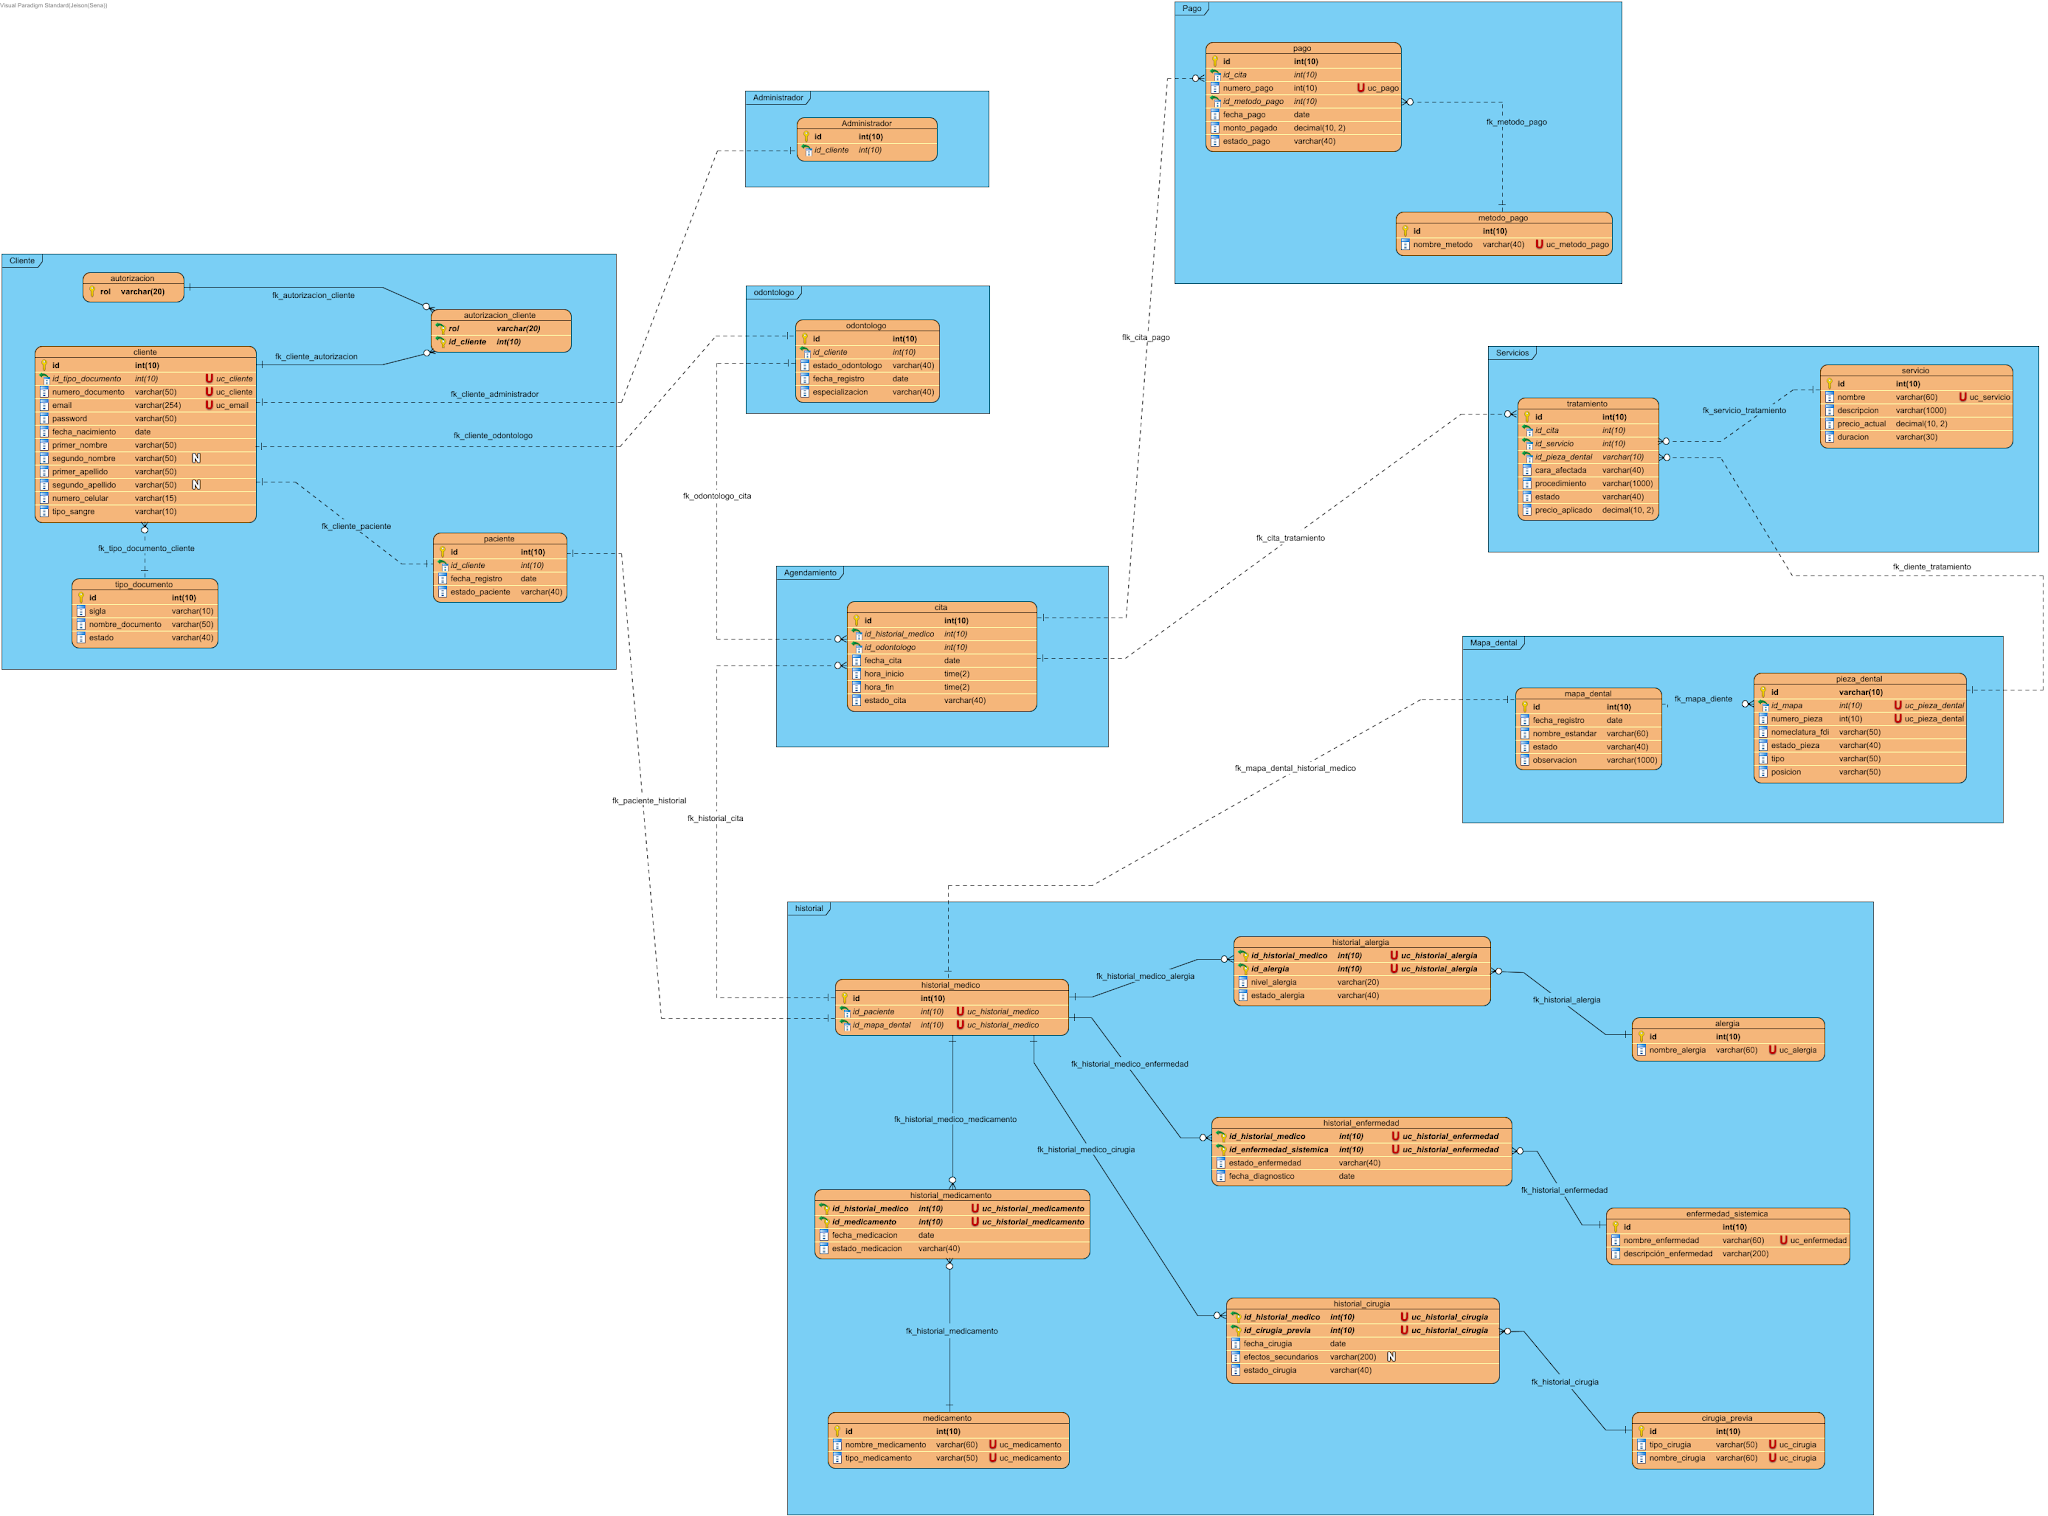 Visual Paradigm Standard(Jeison(Sena))
Pago
pago
id int(10)
id_cita int(10)
numero_pago int(10) U uc_pago
id_metodo_pago int(10)
fecha_pago date
monto_pagado decimal(10, 2)
estado_pago varchar(40)
fk_metodo_pago
metodo_pago
id int(10)
nombre_metodo varchar(40) U uc_metodo_pago
Administrador
Administrador
id int(10)
id_cliente int(10)
Cliente
autorizacion
rol varchar(20)
fk_autorizacion_cliente
autorizacion_cliente
rol varchar(20)
id_cliente int(10)
fk_cliente_autorizacion
cliente
id int(10)
id_tipo_documento int(10) U uc_cliente
numero_documento varchar(50) U uc_cliente
email varchar(254) U uc_email
password varchar(50)
fecha_nacimiento date
primer_nombre varchar(50)
segundo_nombre varchar(50) N
primer_apellido varchar(50)
segundo_apellido varchar(50) N
numero_celular varchar(15)
tipo_sangre varchar(10)
fk_cliente_administrador
fk_cliente_odontologo
fk_cliente_paciente
fk_tipo_documento_cliente
tipo_documento
id int(10)
sigla varchar(10)
nombre_documento varchar(50)
estado varchar(40)
paciente
id int(10)
id_cliente int(10)
fecha_registro date
estado_paciente varchar(40)
odontologo
odontologo
id int(10)
id_cliente int(10)
estado_odontologo varchar(40)
fecha_registro date
especializacion varchar(40)
flk_cita_pago
fk_odontologo_cita
Servicios
servicio
id int(10)
nombre varchar(60) U uc_servicio
descripcion varchar(1000)
precio_actual decimal(10, 2)
duracion varchar(30)
fk_servicio_tratamiento
tratamiento
id int(10)
id_cita int(10)
id_servicio int(10)
id_pieza_dental varchar(10)
cara_afectada varchar(40)
procedimiento varchar(1000)
estado varchar(40)
precio_aplicado decimal(10, 2)
fk_cita_tratamiento
fk_diente_tratamiento
Agendamiento
cita
id int(10)
id_historial_medico int(10)
id_odontologo int(10)
fecha_cita date
hora_inicio time(2)
hora_fin time(2)
estado_cita varchar(40)
Mapa_dental
mapa_dental
id int(10)
fecha_registro date
nombre_estandar varchar(60)
estado varchar(40)
observacion varchar(1000)
fk_mapa_diente
pieza_dental
id varchar(10)
id_mapa int(10) U uc_pieza_dental
numero_pieza int(10) U uc_pieza_dental
nomeclatura_fdi varchar(50)
estado_pieza varchar(40)
tipo varchar(50)
posicion varchar(50)
fk_mapa_dental_historial_medico
fk_paciente_historial
fk_historial_cita
historial
historial_medico
id int(10)
id_paciente int(10) U uc_historial_medico
id_mapa_dental int(10) U uc_historial_medico
fk_historial_medico_alergia
historial_alergia
id_historial_medico int(10) U uc_historial_alergia
id_alergia int(10) U uc_historial_alergia
nivel_alergia varchar(20)
estado_alergia varchar(40)
fk_historial_alergia
alergia
id int(10)
nombre_alergia varchar(60) U uc_alergia
fk_historial_medico_enfermedad
historial_enfermedad
id_historial_medico int(10) U uc_historial_enfermedad
id_enfermedad_sistemica int(10) U uc_historial_enfermedad
estado_enfermedad varchar(40)
fecha_diagnostico date
fk_historial_enfermedad
enfermedad_sistemica
id int(10)
nombre_enfermedad varchar(60) U uc_enfermedad
descripción_enfermedad varchar(200)
fk_historial_medico_medicamento
fk_historial_medico_cirugia
historial_medicamento
id_historial_medico int(10) U uc_historial_medicamento
id_medicamento int(10) U uc_historial_medicamento
fecha_medicacion date
estado_medicacion varchar(40)
fk_historial_medicamento
medicamento
id int(10)
nombre_medicamento varchar(60) U uc_medicamento
tipo_medicamento varchar(50) U uc_medicamento
historial_cirugia
id_historial_medico int(10) U uc_historial_cirugia
id_cirugia_previa int(10) U uc_historial_cirugia
fecha_cirugia date
efectos_secundarios varchar(200) N
estado_cirugia varchar(40)
fk_historial_cirugia
cirugia_previa
id int(10)
tipo_cirugia varchar(50) U uc_cirugia
nombre_cirugia varchar(60) U uc_cirugia